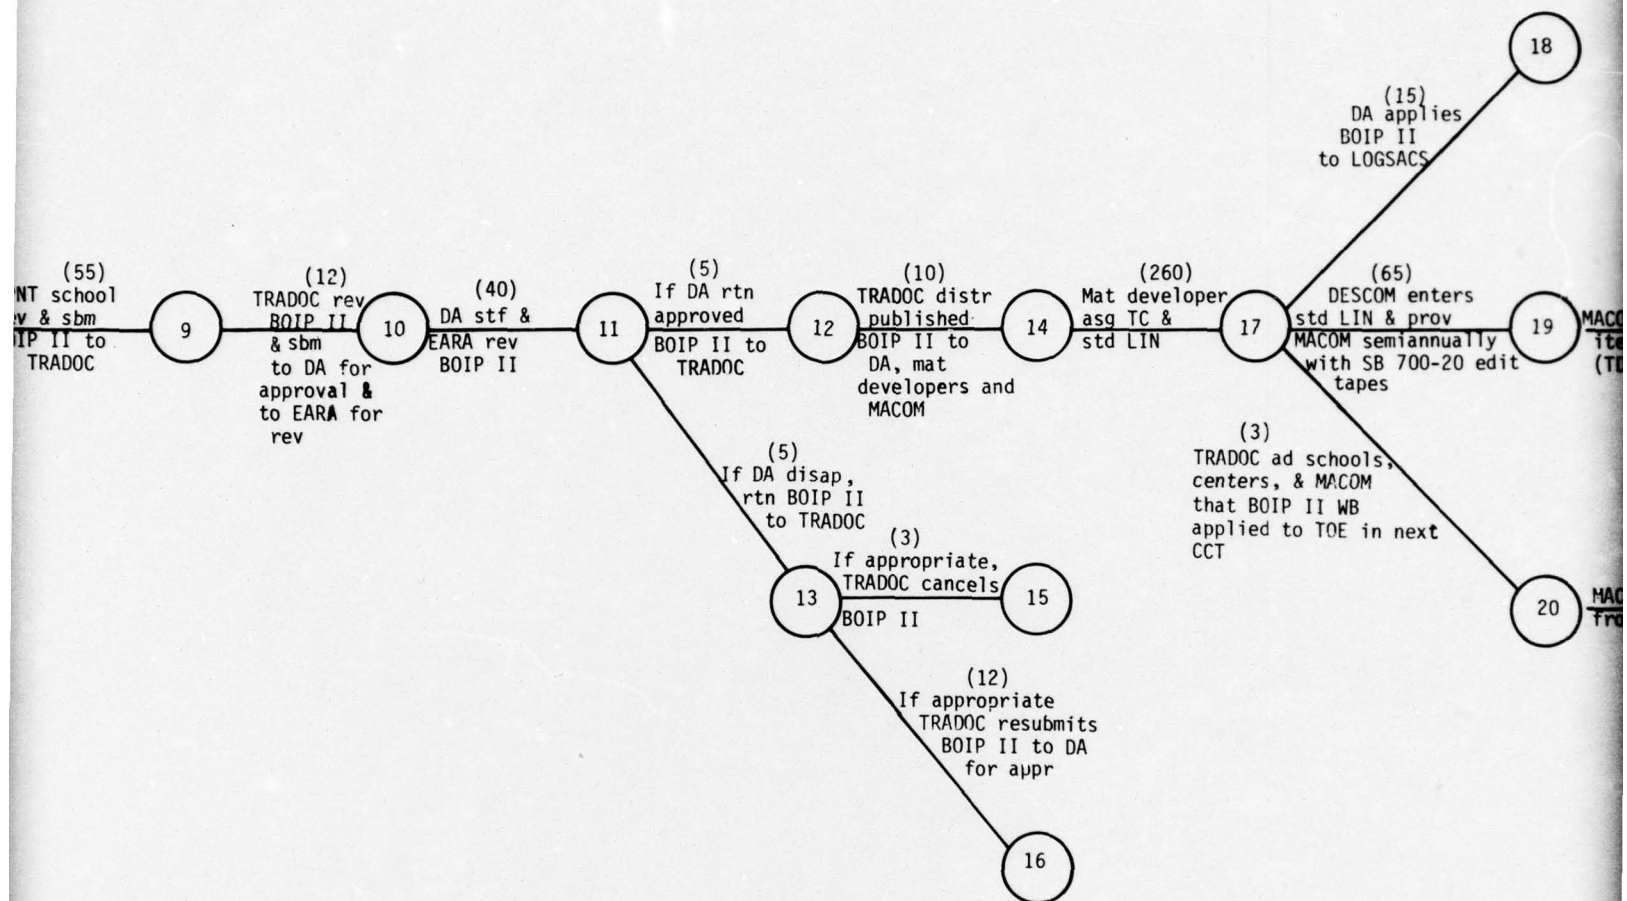 18
(15)
DA applies
BOIP II
to LOGSACS
(55)
school
& sbm
II to
TRADOC
9
(12)
TRADOC rev
BOIP II
& sbm
to DA for
approval &
to EARA for
rev
10
(40)
DA stf &
EARA rev
BOIP II
11
(5)
If DA rtn
approved
BOIP II to
TRADOC
12
(10)
TRADOC distr
published
BOIP II to
DA, mat
developers and
MACOM
14
(260)
Mat developer
asg TC &
std LIN
17
(65)
DESCOM enters
std LIN & prov
MACOM semiannually
with SB 700-20 edit
tapes
19
(3)
TRADOC ad schools,
centers, & MACOM
that BOIP II WB
applied to TOE in next
CCT
20
(5)
If DA disap,
rtn BOIP II
to TRADOC
13
(3)
If appropriate,
TRADOC cancels
BOIP II
15
(12)
If appropriate
TRADOC resubmits
BOIP II to DA
for appr
16